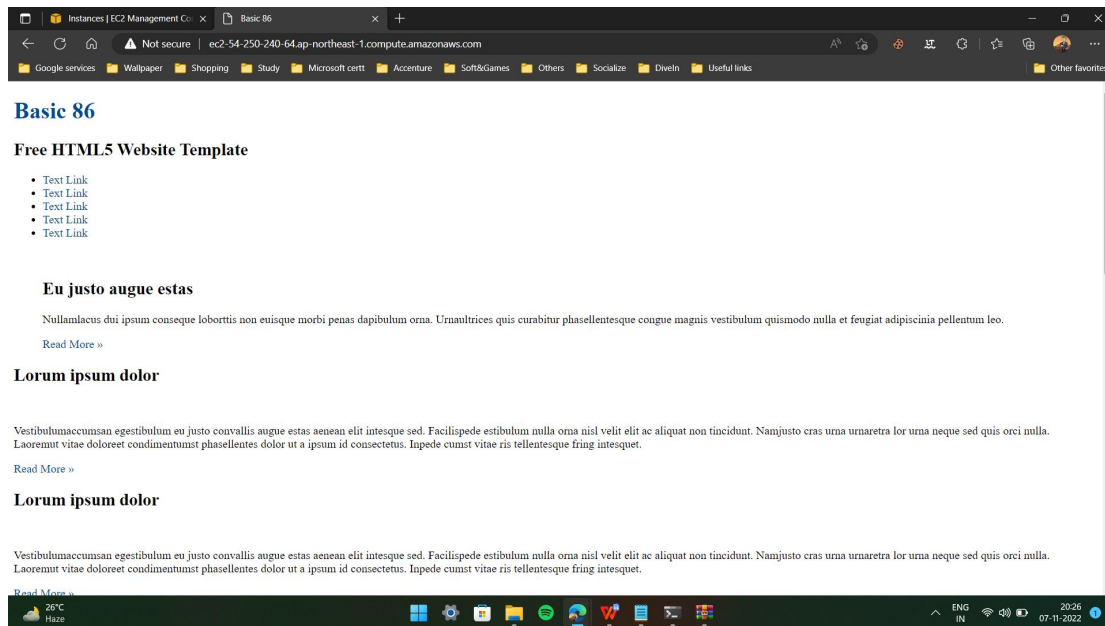 Instances | EC2 Management Co
Basic 86
Not secure
ec2-54-250-240-64.ap-northeast-1.compute.amazonaws.com
Google services
Wallpaper
Shopping
Study
Microsoft certt
Accenture
Soft&Games
Others
Socialize
DiveIn
Useful links
Other favorites
Basic 86
Free HTML5 Website Template
Text Link
Text Link
Text Link
Text Link
Text Link
Eu justo augue estas
Nullamlacus dui ipsum conseque loborttis non euisque morbi penas dapibulum orna. Urnaultrices quis curabitur phasellentesque congue magnis vestibulum quismodo nulla et feugiat adipiscinia pellentum leo.
Read More »
Lorum ipsum dolor
Vestibulumaccumsan egestibulum eu justo convallis augue estas aenean elit intesque sed. Facilispede estibulum nulla orna nisl velit elit ac aliquat non tincidunt. Namjusto cras urna urnaretra lor urna neque sed quis orci nulla.
Laoremut vitae doloreet condimentumst phasellentes dolor ut a ipsum id consectetus. Inpede cumst vitae ris tellentesque fring intesquet.
Read More »
Lorum ipsum dolor
Vestibulumaccumsan egestibulum eu justo convallis augue estas aenean elit intesque sed. Facilispede estibulum nulla orna nisl velit elit ac aliquat non tincidunt. Namjusto cras urna urnaretra lor urna neque sed quis orci nulla.
Laoremut vitae doloreet condimentumst phasellentes dolor ut a ipsum id consectetus. Inpede cumst vitae ris tellentesque fring intesquet.
Read More »
26°C
Haze
ENG
IN
20:26
07-11-2022
1